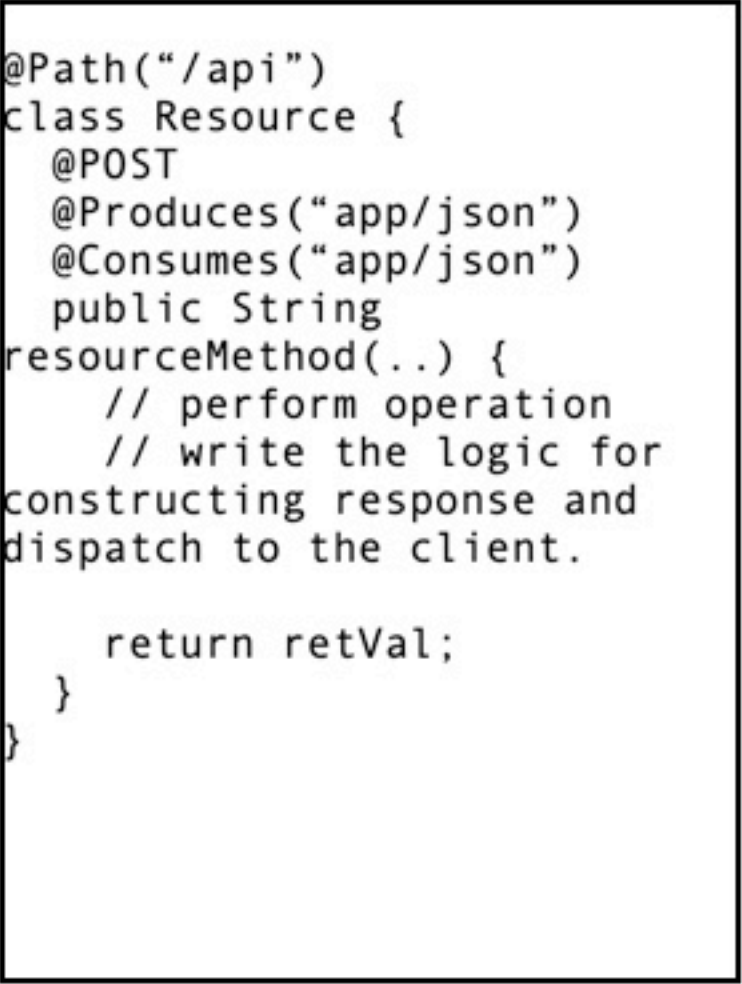 @Path(“/api”)
class Resource {
  @POST
  @Produces(“app/json”)
  @Consumes(“app/json”)
  public String
resourceMethod(..) {
    // perform operation
    // write the logic for
constructing response and
dispatch to the client.

    return retVal;
  }
}